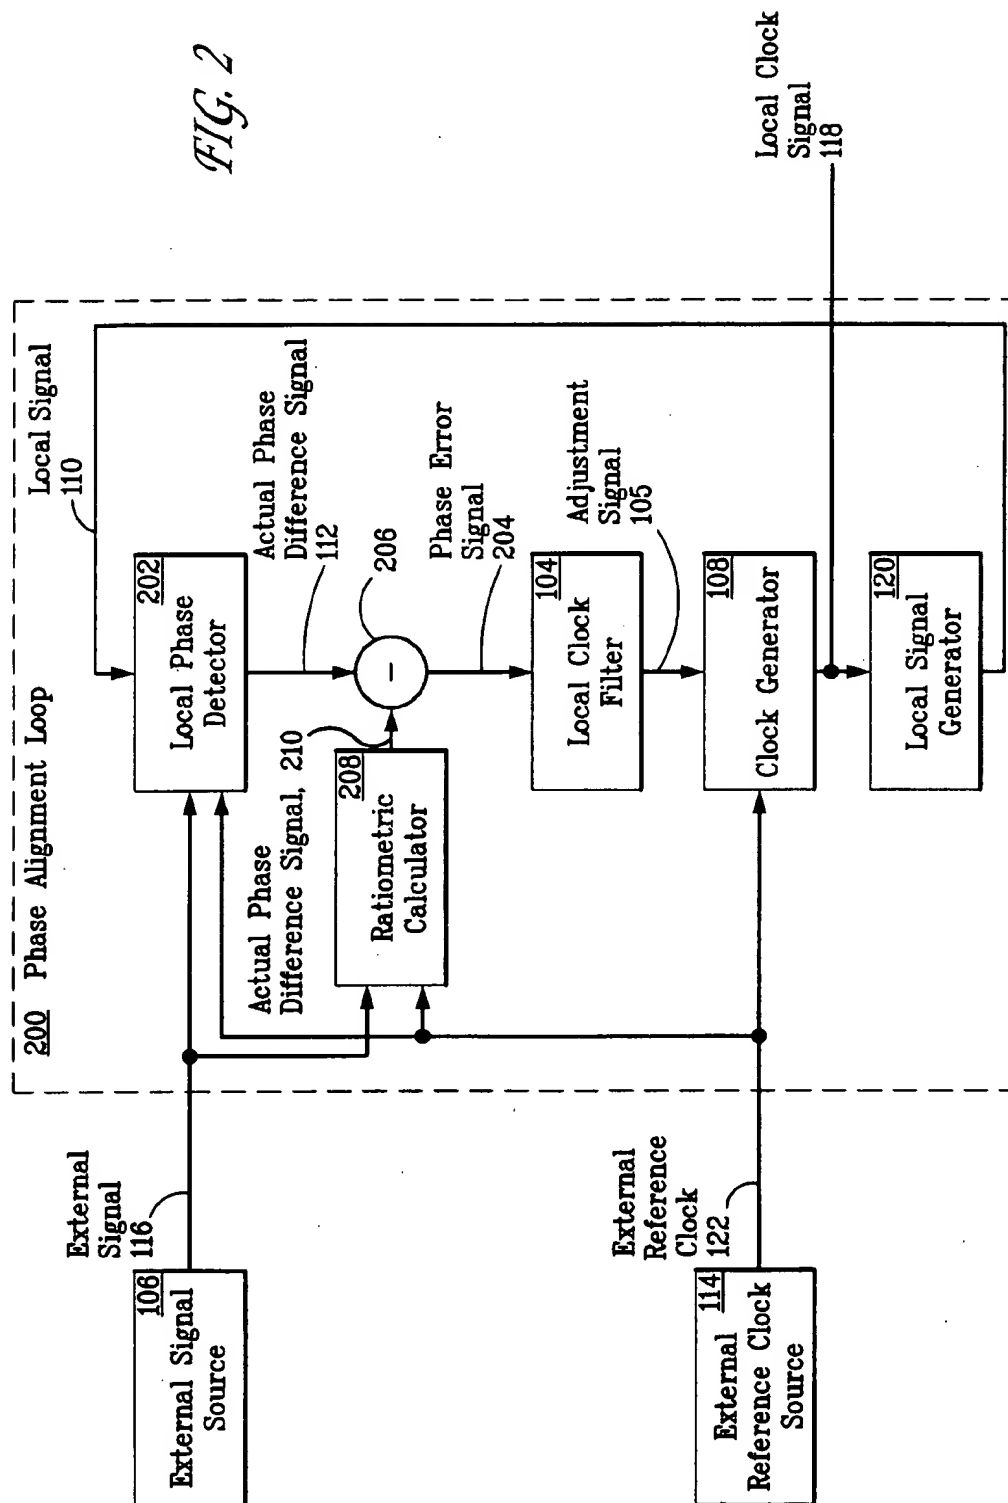 FIG. 2
200 Phase Alignment Loop
Local Signal
110
External Signal
Source
106
External
Signal
116
Local Phase
Detector
202
Actual Phase
Difference Signal
112
Actual Phase
Difference Signal, 210
Ratiometric
Calculator
208
−
206
Phase Error
Signal
204
Local Clock
Filter
104
Adjustment
Signal
105
External
Reference Clock
Source
114
External
Reference
Clock
122
Clock Generator
108
Local Clock
Signal
118
Local Signal
Generator
120